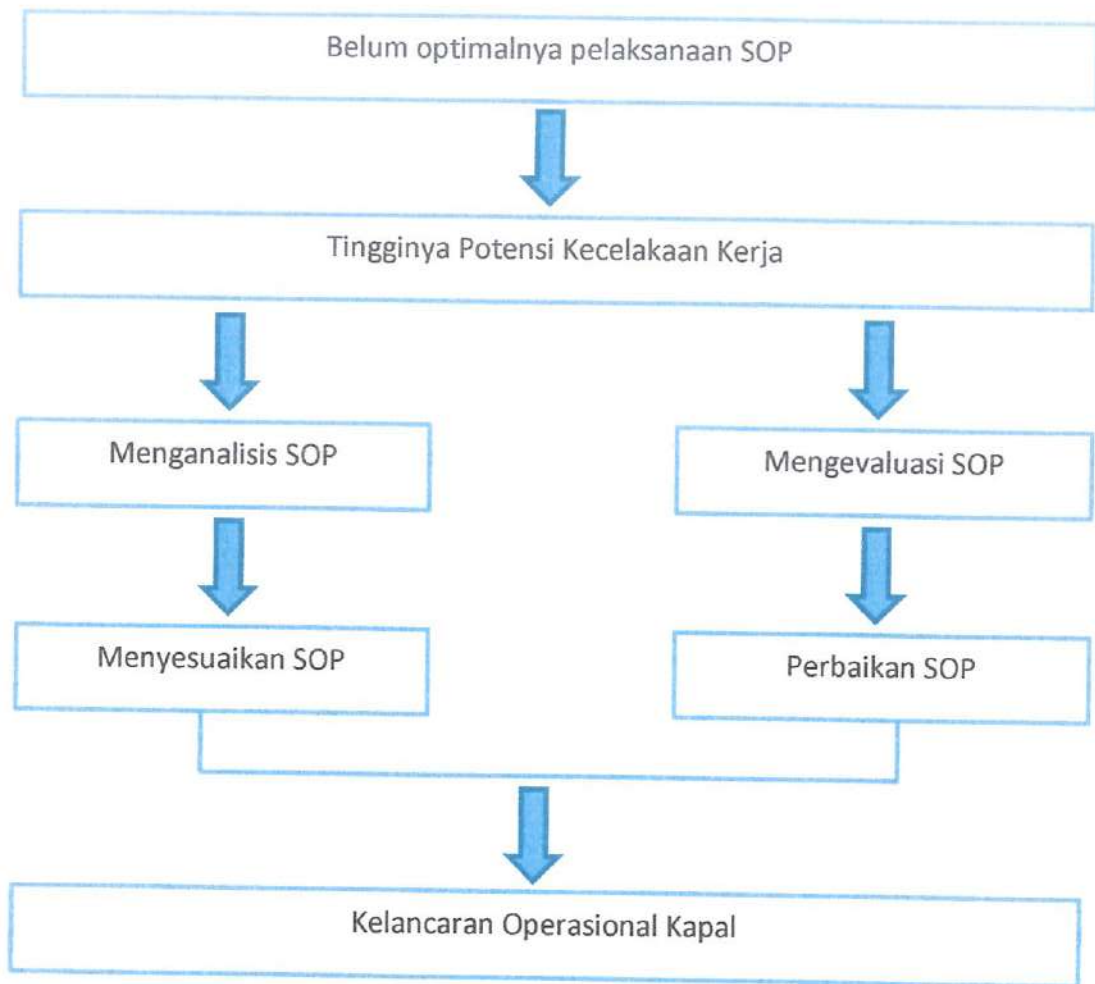 Belum optimalnya pelaksanaan SOP
Tingginya Potensi Kecelakaan Kerja
Menganalisis SOP
Mengevaluasi SOP
Menyesuaikan SOP
Perbaikan SOP
Kelancaran Operasional Kapal